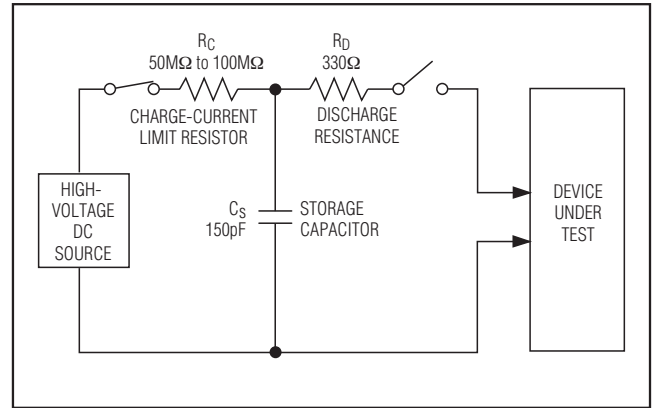 R_C
50MΩ to 100MΩ
CHARGE-CURRENT
LIMIT RESISTOR
R_D
330Ω
DISCHARGE
RESISTANCE
HIGH-
VOLTAGE
DC
SOURCE
C_S
150pF
STORAGE
CAPACITOR
DEVICE
UNDER
TEST